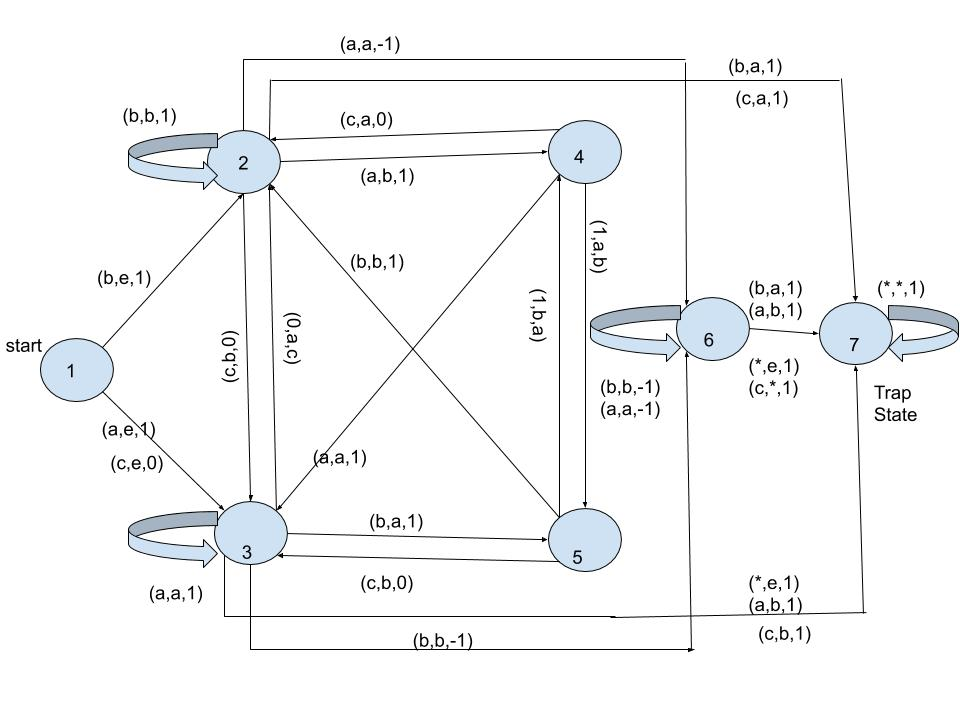 (a,a,-1)
(b,a,1)
(c,a,1)
(b,b,1)
(c,a,0)
2
4
(a,b,1)
(1,a,b)
(b,b,1)
(b,e,1)
(b,a,1)
(a,b,1)
(*,*,1)
(1,b,a)
(c,b,0)
(0,a,c)
start
1
6
7
(*,e,1)
(c,*,1)
(b,b,-1)
(a,a,-1)
Trap
State
(a,e,1)
(c,e,0)
(a,a,1)
(b,a,1)
3
5
(c,b,0)
(a,a,1)
(*,e,1)
(a,b,1)
(c,b,1)
(b,b,-1)